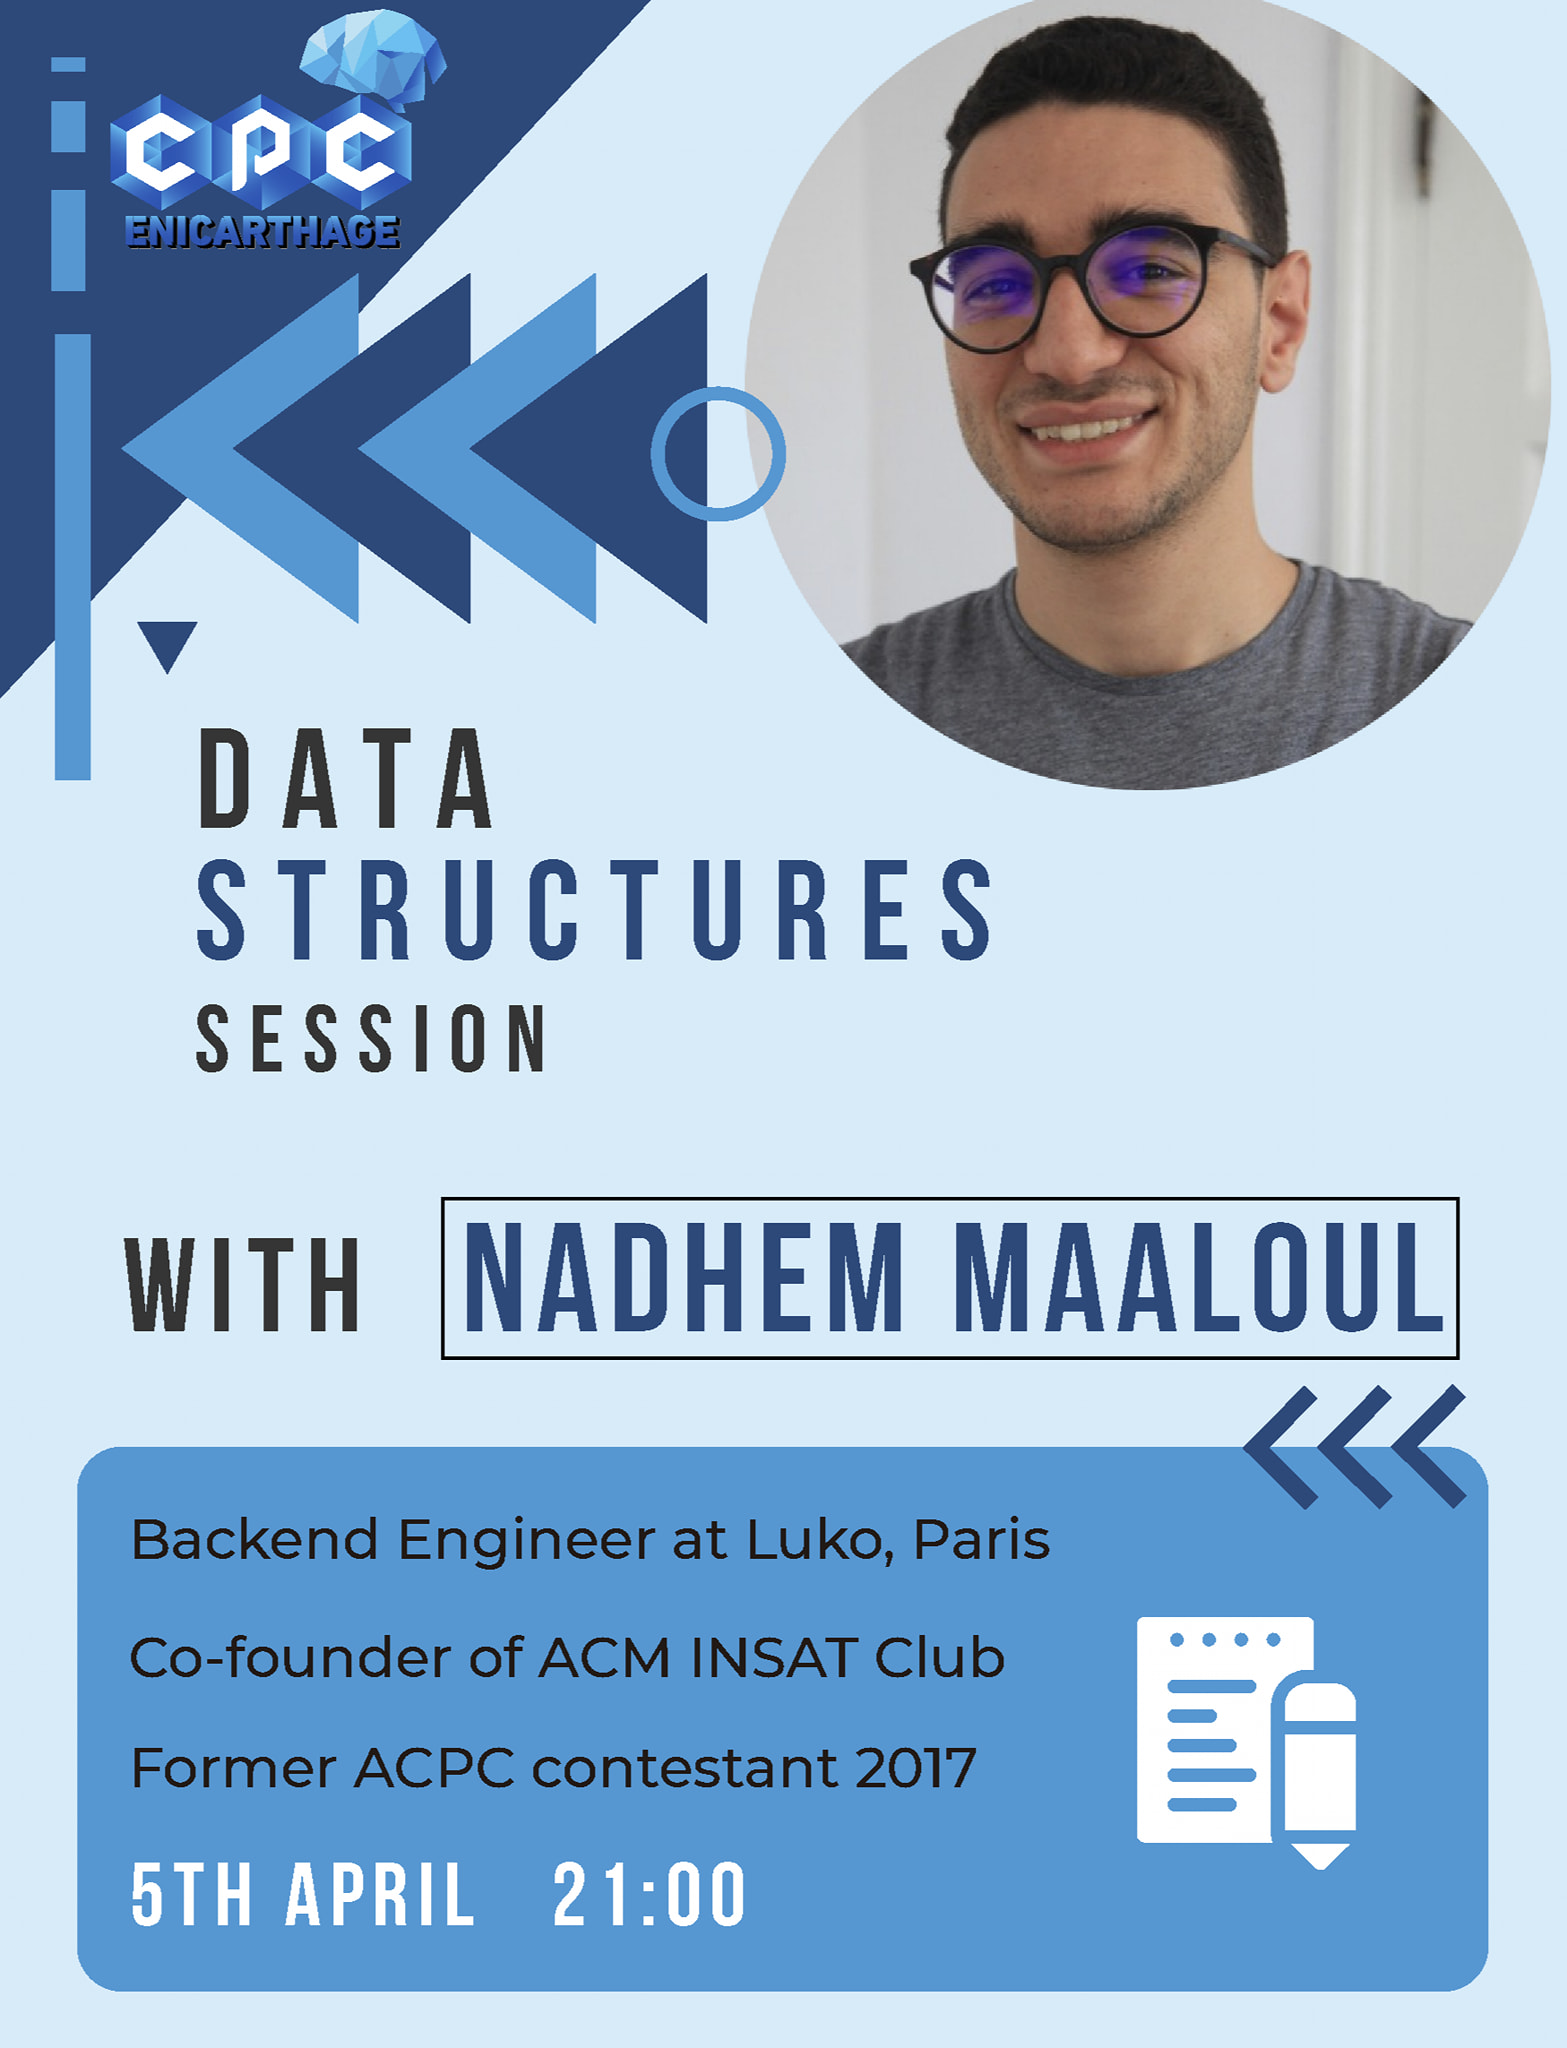 CPC
ENICARTHAGE
DATA
STRUCTURES
SESSION
WITH NADHEM MAALOUL
Backend Engineer at Luko, Paris
Co-founder of ACM INSAT Club
Former ACPC contestant 2017
5TH APRIL 21:00